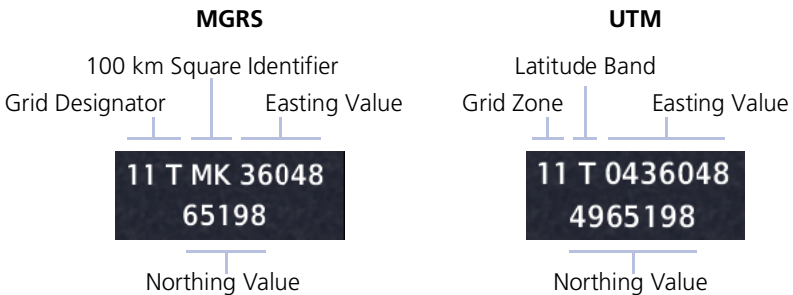 MGRS
100 km Square Identifier
Grid Designator
Easting Value
11 T MK 36048
65198
Northing Value
UTM
Latitude Band
Grid Zone
Easting Value
11 T 0436048
4965198
Northing Value